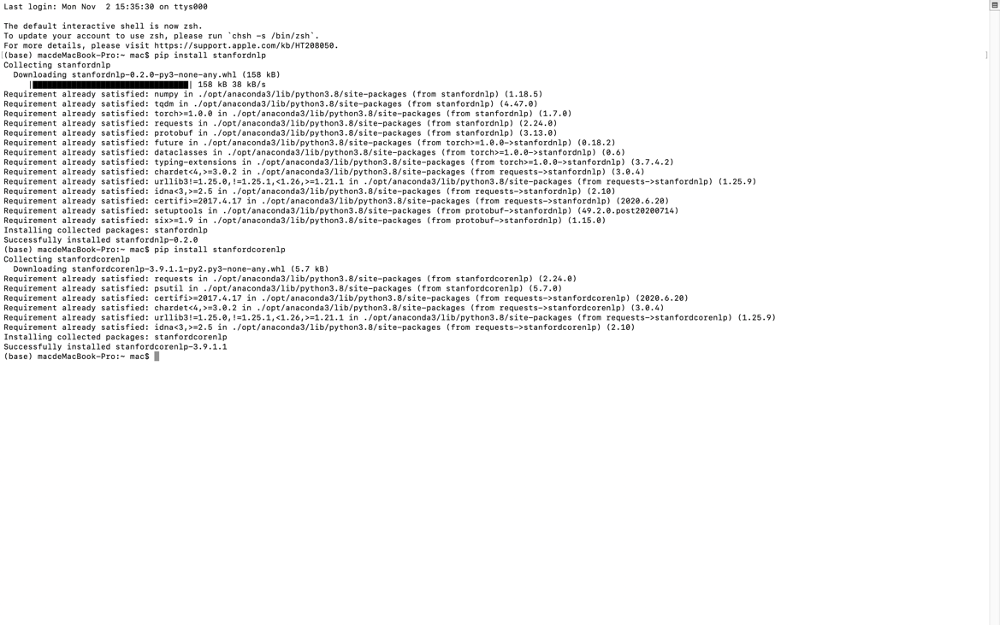 Last login: Mon Nov  2 15:35:30 on ttys000

The default interactive shell is now zsh.
To update your account to use zsh, please run `chsh -s /bin/zsh`.
For more details, please visit https://support.apple.com/kb/HT208050.
[(base) macdeMacBook-Pro:~ mac$ pip install stanfordnlp ]
Collecting stanfordnlp
  Downloading stanfordnlp-0.2.0-py3-none-any.whl (158 kB)
     |████████████████████████████████| 158 kB 38 kB/s
Requirement already satisfied: numpy in ./opt/anaconda3/lib/python3.8/site-packages (from stanfordnlp) (1.18.5)
Requirement already satisfied: tqdm in ./opt/anaconda3/lib/python3.8/site-packages (from stanfordnlp) (4.47.0)
Requirement already satisfied: torch>=1.0.0 in ./opt/anaconda3/lib/python3.8/site-packages (from stanfordnlp) (1.7.0)
Requirement already satisfied: requests in ./opt/anaconda3/lib/python3.8/site-packages (from stanfordnlp) (2.24.0)
Requirement already satisfied: protobuf in ./opt/anaconda3/lib/python3.8/site-packages (from stanfordnlp) (3.13.0)
Requirement already satisfied: future in ./opt/anaconda3/lib/python3.8/site-packages (from torch>=1.0.0->stanfordnlp) (0.18.2)
Requirement already satisfied: dataclasses in ./opt/anaconda3/lib/python3.8/site-packages (from torch>=1.0.0->stanfordnlp) (0.6)
Requirement already satisfied: typing-extensions in ./opt/anaconda3/lib/python3.8/site-packages (from torch>=1.0.0->stanfordnlp) (3.7.4.2)
Requirement already satisfied: chardet<4,>=3.0.2 in ./opt/anaconda3/lib/python3.8/site-packages (from requests->stanfordnlp) (3.0.4)
Requirement already satisfied: urllib3!=1.25.0,!=1.25.1,<1.26,>=1.21.1 in ./opt/anaconda3/lib/python3.8/site-packages (from requests->stanfordnlp) (1.25.9)
Requirement already satisfied: idna<3,>=2.5 in ./opt/anaconda3/lib/python3.8/site-packages (from requests->stanfordnlp) (2.10)
Requirement already satisfied: certifi>=2017.4.17 in ./opt/anaconda3/lib/python3.8/site-packages (from requests->stanfordnlp) (2020.6.20)
Requirement already satisfied: setuptools in ./opt/anaconda3/lib/python3.8/site-packages (from protobuf->stanfordnlp) (49.2.0.post20200714)
Requirement already satisfied: six>=1.9 in ./opt/anaconda3/lib/python3.8/site-packages (from protobuf->stanfordnlp) (1.15.0)
Installing collected packages: stanfordnlp
Successfully installed stanfordnlp-0.2.0
(base) macdeMacBook-Pro:~ mac$ pip install stanfordcorenlp
Collecting stanfordcorenlp
  Downloading stanfordcorenlp-3.9.1.1-py2.py3-none-any.whl (5.7 kB)
Requirement already satisfied: requests in ./opt/anaconda3/lib/python3.8/site-packages (from stanfordcorenlp) (2.24.0)
Requirement already satisfied: psutil in ./opt/anaconda3/lib/python3.8/site-packages (from stanfordcorenlp) (5.7.0)
Requirement already satisfied: certifi>=2017.4.17 in ./opt/anaconda3/lib/python3.8/site-packages (from requests->stanfordcorenlp) (2020.6.20)
Requirement already satisfied: chardet<4,>=3.0.2 in ./opt/anaconda3/lib/python3.8/site-packages (from requests->stanfordcorenlp) (3.0.4)
Requirement already satisfied: urllib3!=1.25.0,!=1.25.1,<1.26,>=1.21.1 in ./opt/anaconda3/lib/python3.8/site-packages (from requests->stanfordcorenlp) (1.25.9)
Requirement already satisfied: idna<3,>=2.5 in ./opt/anaconda3/lib/python3.8/site-packages (from requests->stanfordcorenlp) (2.10)
Installing collected packages: stanfordcorenlp
Successfully installed stanfordcorenlp-3.9.1.1
(base) macdeMacBook-Pro:~ mac$